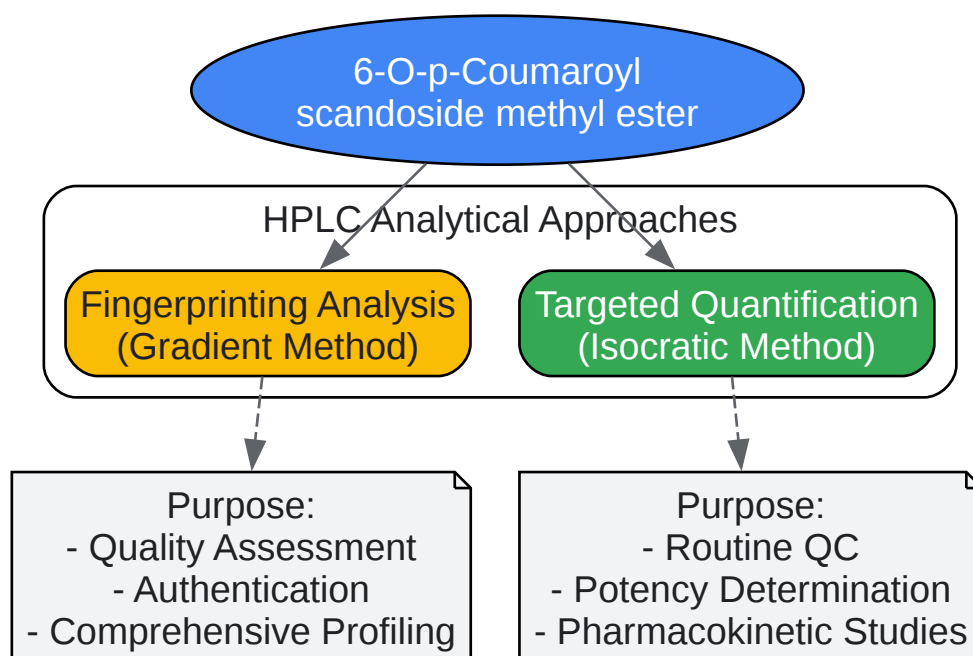 6-O-p-Coumaroyl
scandoside methyl ester
HPLC Analytical Approaches
Fingerprinting Analysis
(Gradient Method)
Targeted Quantification
(Isocratic Method)
Purpose:
- Quality Assessment
- Authentication
- Comprehensive Profiling
Purpose:
- Routine QC
- Potency Determination
- Pharmacokinetic Studies